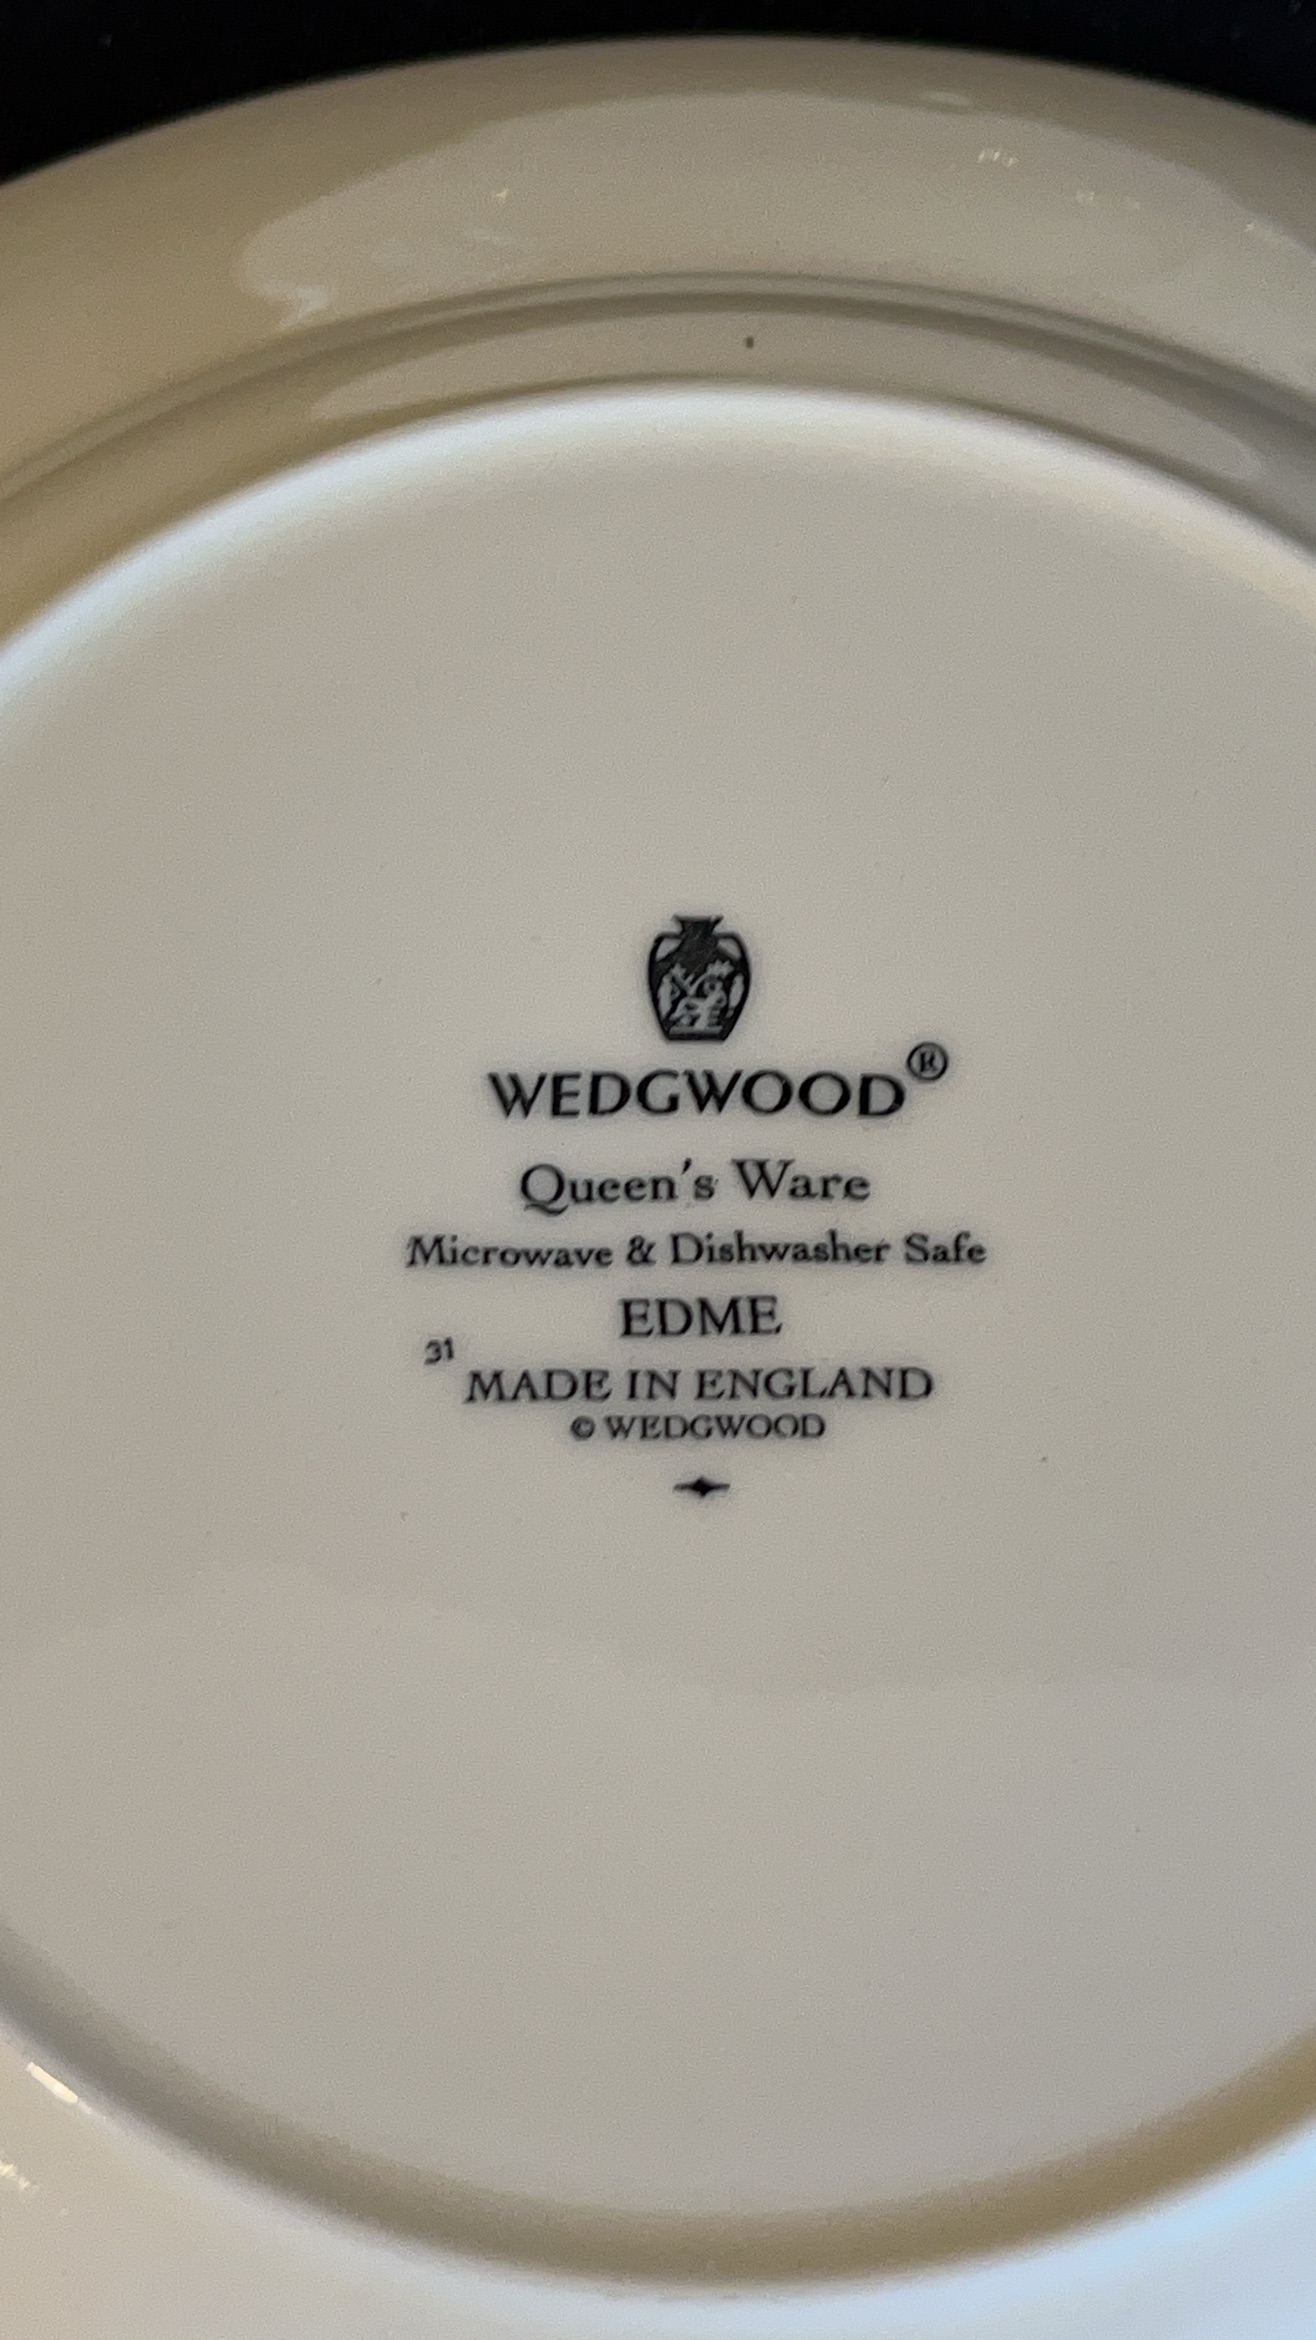 WEDGWOOD®
Queen's Ware
Microwave & Dishwasher Safe
EDME
31
MADE IN ENGLAND
© WEDGWOOD